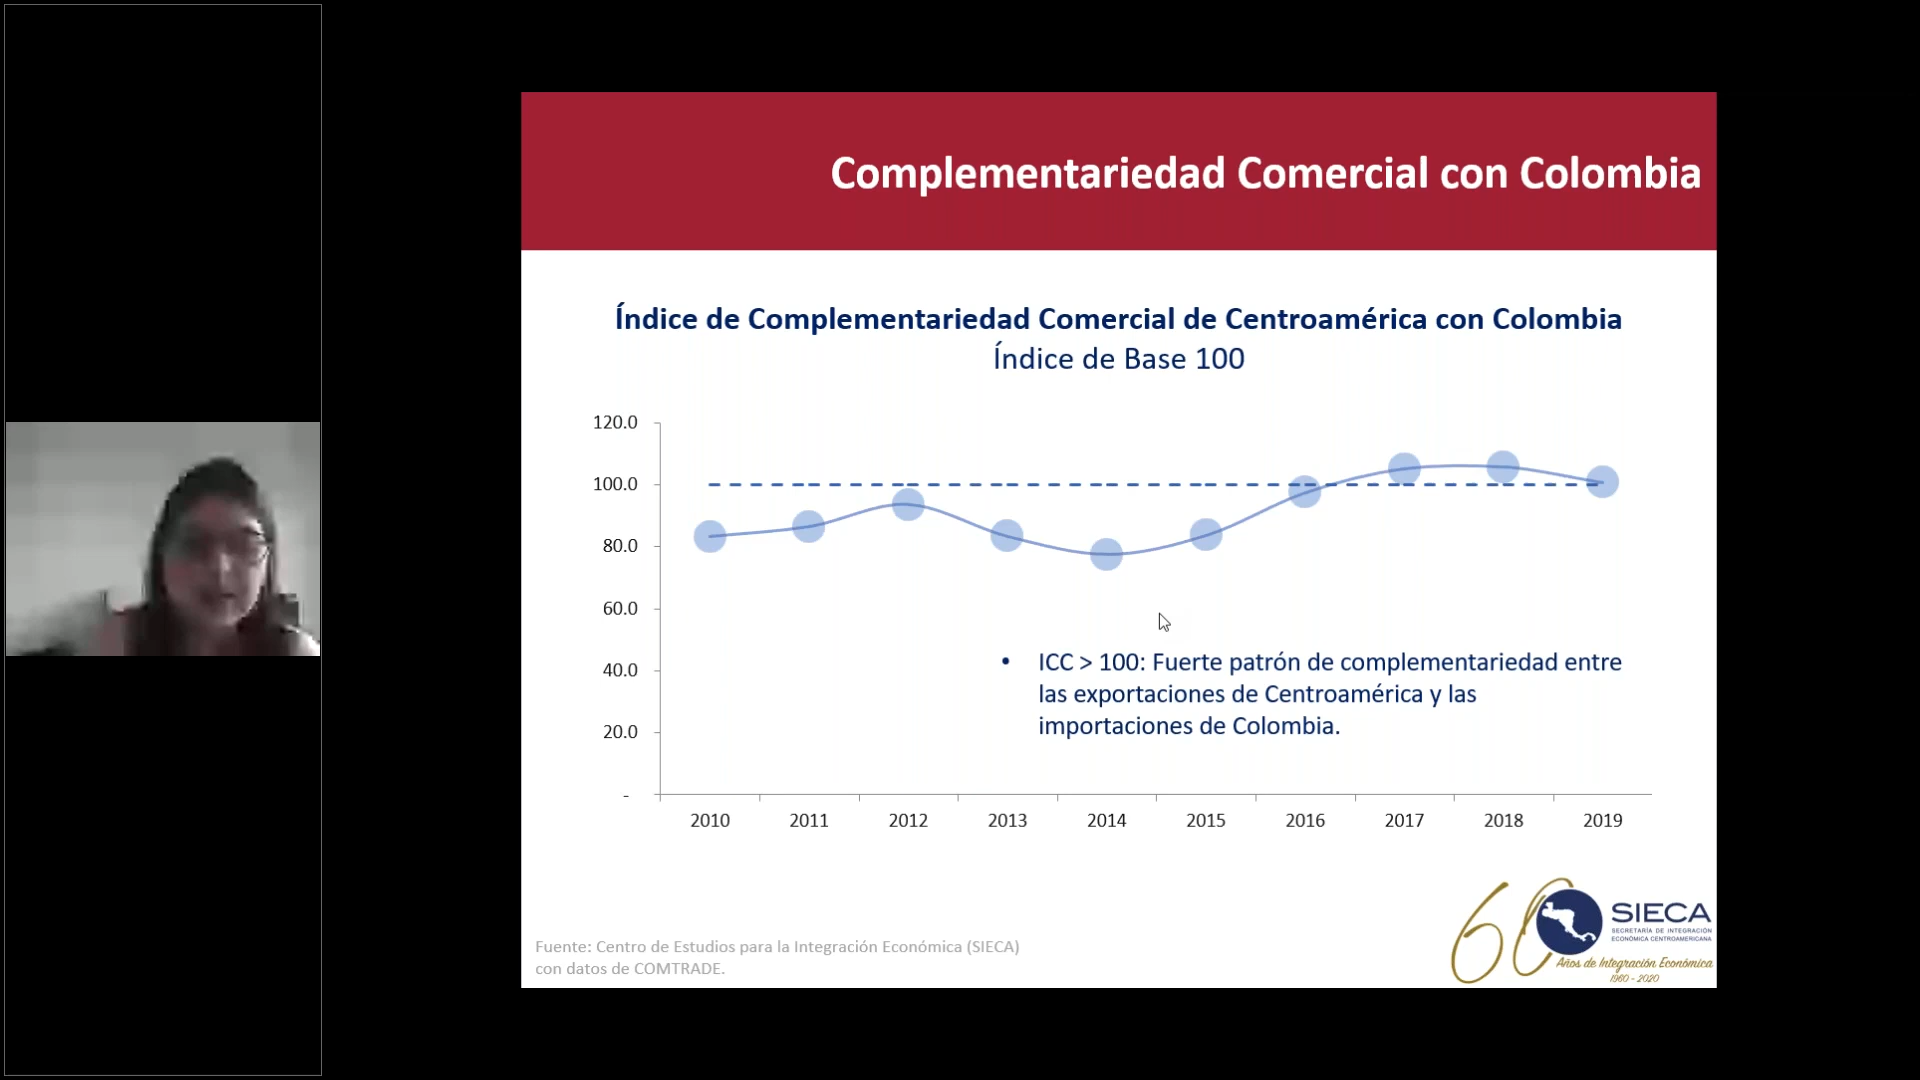 Complementariedad Comercial con Colombia
Índice de Complementariedad Comercial de Centroamérica con Colombia
Índice de Base 100
120.0
100.0
80.0
60.0
40.0
20.0
-
2010 2011 2012 2013 2014 2015 2016 2017 2018 2019
• ICC > 100: Fuerte patrón de complementariedad entre
las exportaciones de Centroamérica y las
importaciones de Colombia.
Fuente: Centro de Estudios para la Integración Económica (SIECA)
con datos de COMTRADE.
60
SIECA
SECRETARÍA DE INTEGRACIÓN
ECONÓMICA CENTROAMERICANA
Años de Integración Económica
1960 - 2020